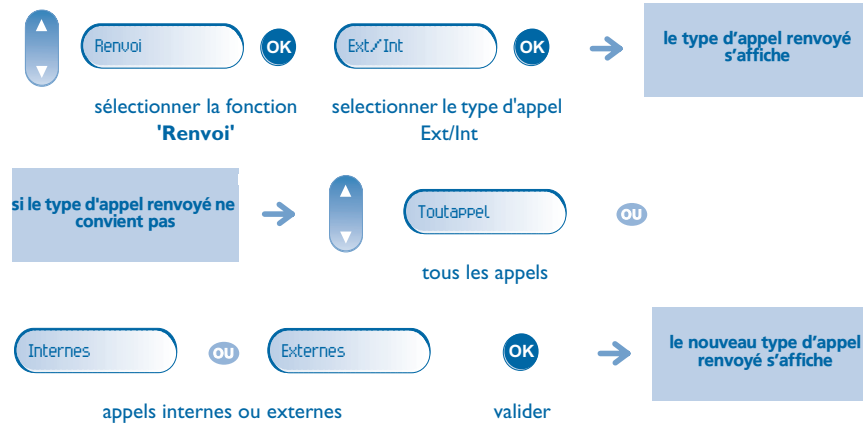 Renvoi OK Ext/Int OK le type d'appel renvoyé
s'affiche
sélectionner la fonction
'Renvoi'
selectionner le type d'appel
Ext/Int
si le type d'appel renvoyé ne
convient pas
Toutappel OU
tous les appels
Internes OU Externes OK le nouveau type d'appel
renvoyé s'affiche
appels internes ou externes valider